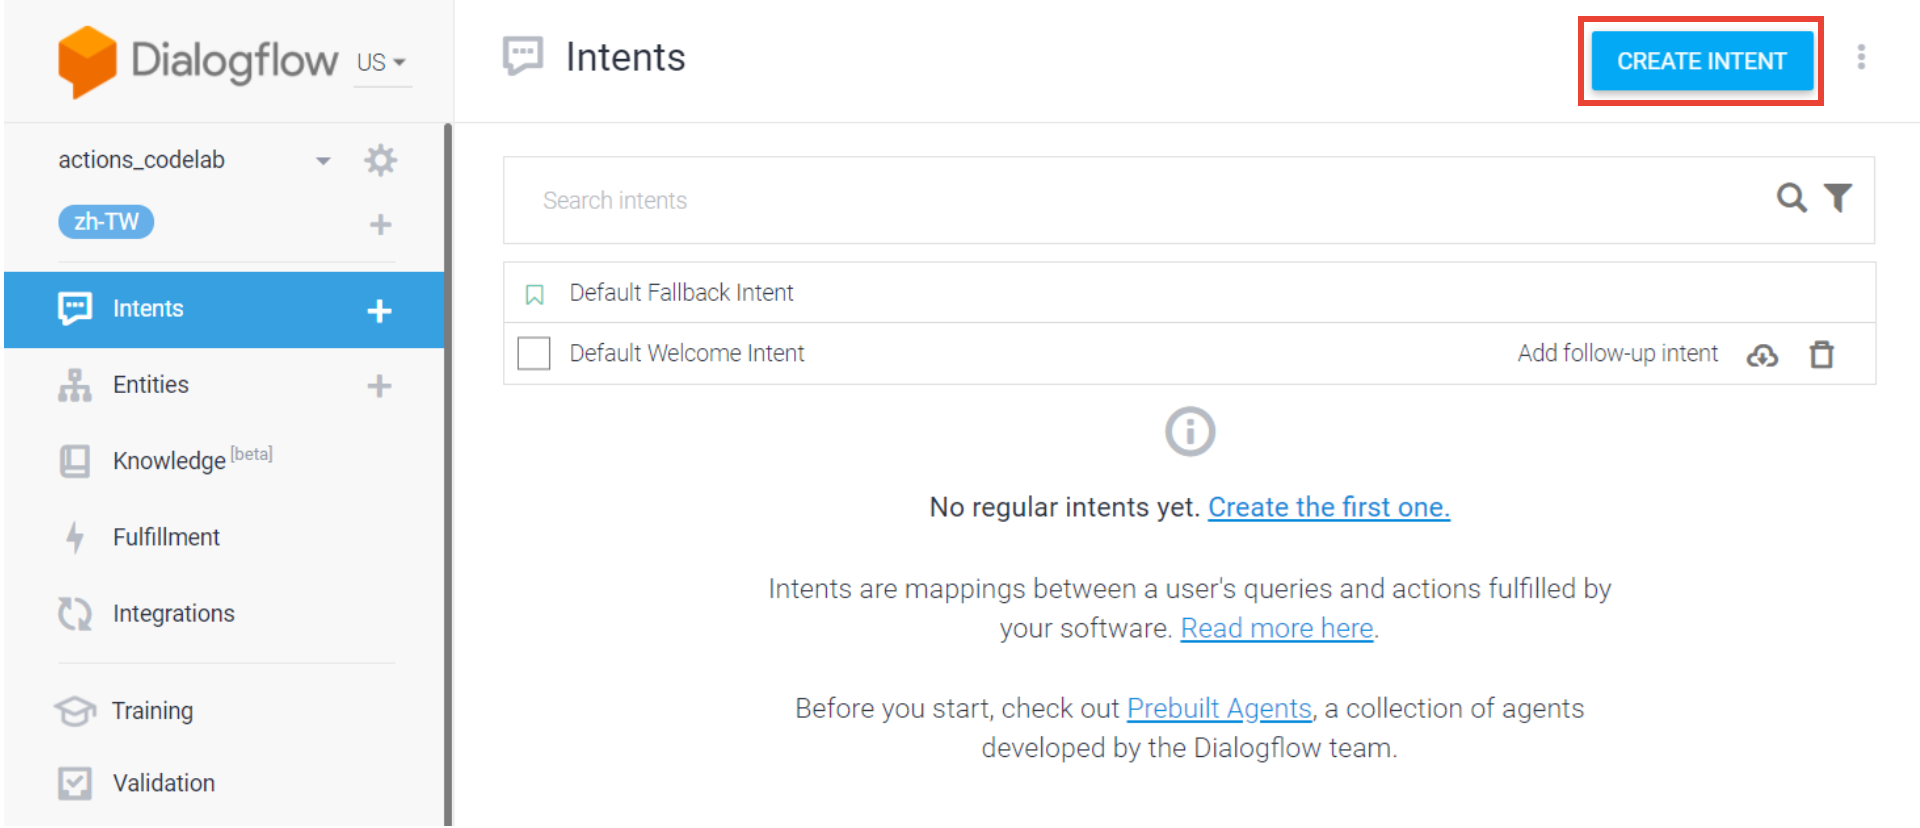 Dialogflow
US
actions_codelab
zh-TW
Intents
Entities
Knowledge [beta]
Fulfillment
Integrations
Training
Validation
Intents
CREATE INTENT
Search intents
Default Fallback Intent
Default Welcome Intent
Add follow-up intent
No regular intents yet. Create the first one.
Intents are mappings between a user's queries and actions fulfilled by
your software. Read more here.
Before you start, check out Prebuilt Agents, a collection of agents
developed by the Dialogflow team.